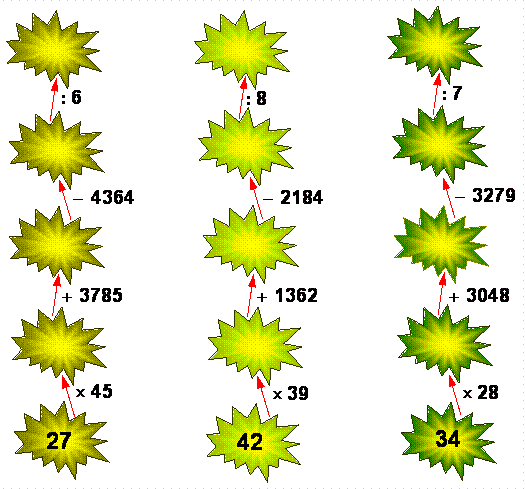 : 6 : 8 : 7
− 4364 − 2184 − 3279
+ 3785 + 1362 + 3048
x 45 x 39 x 28
27 42 34